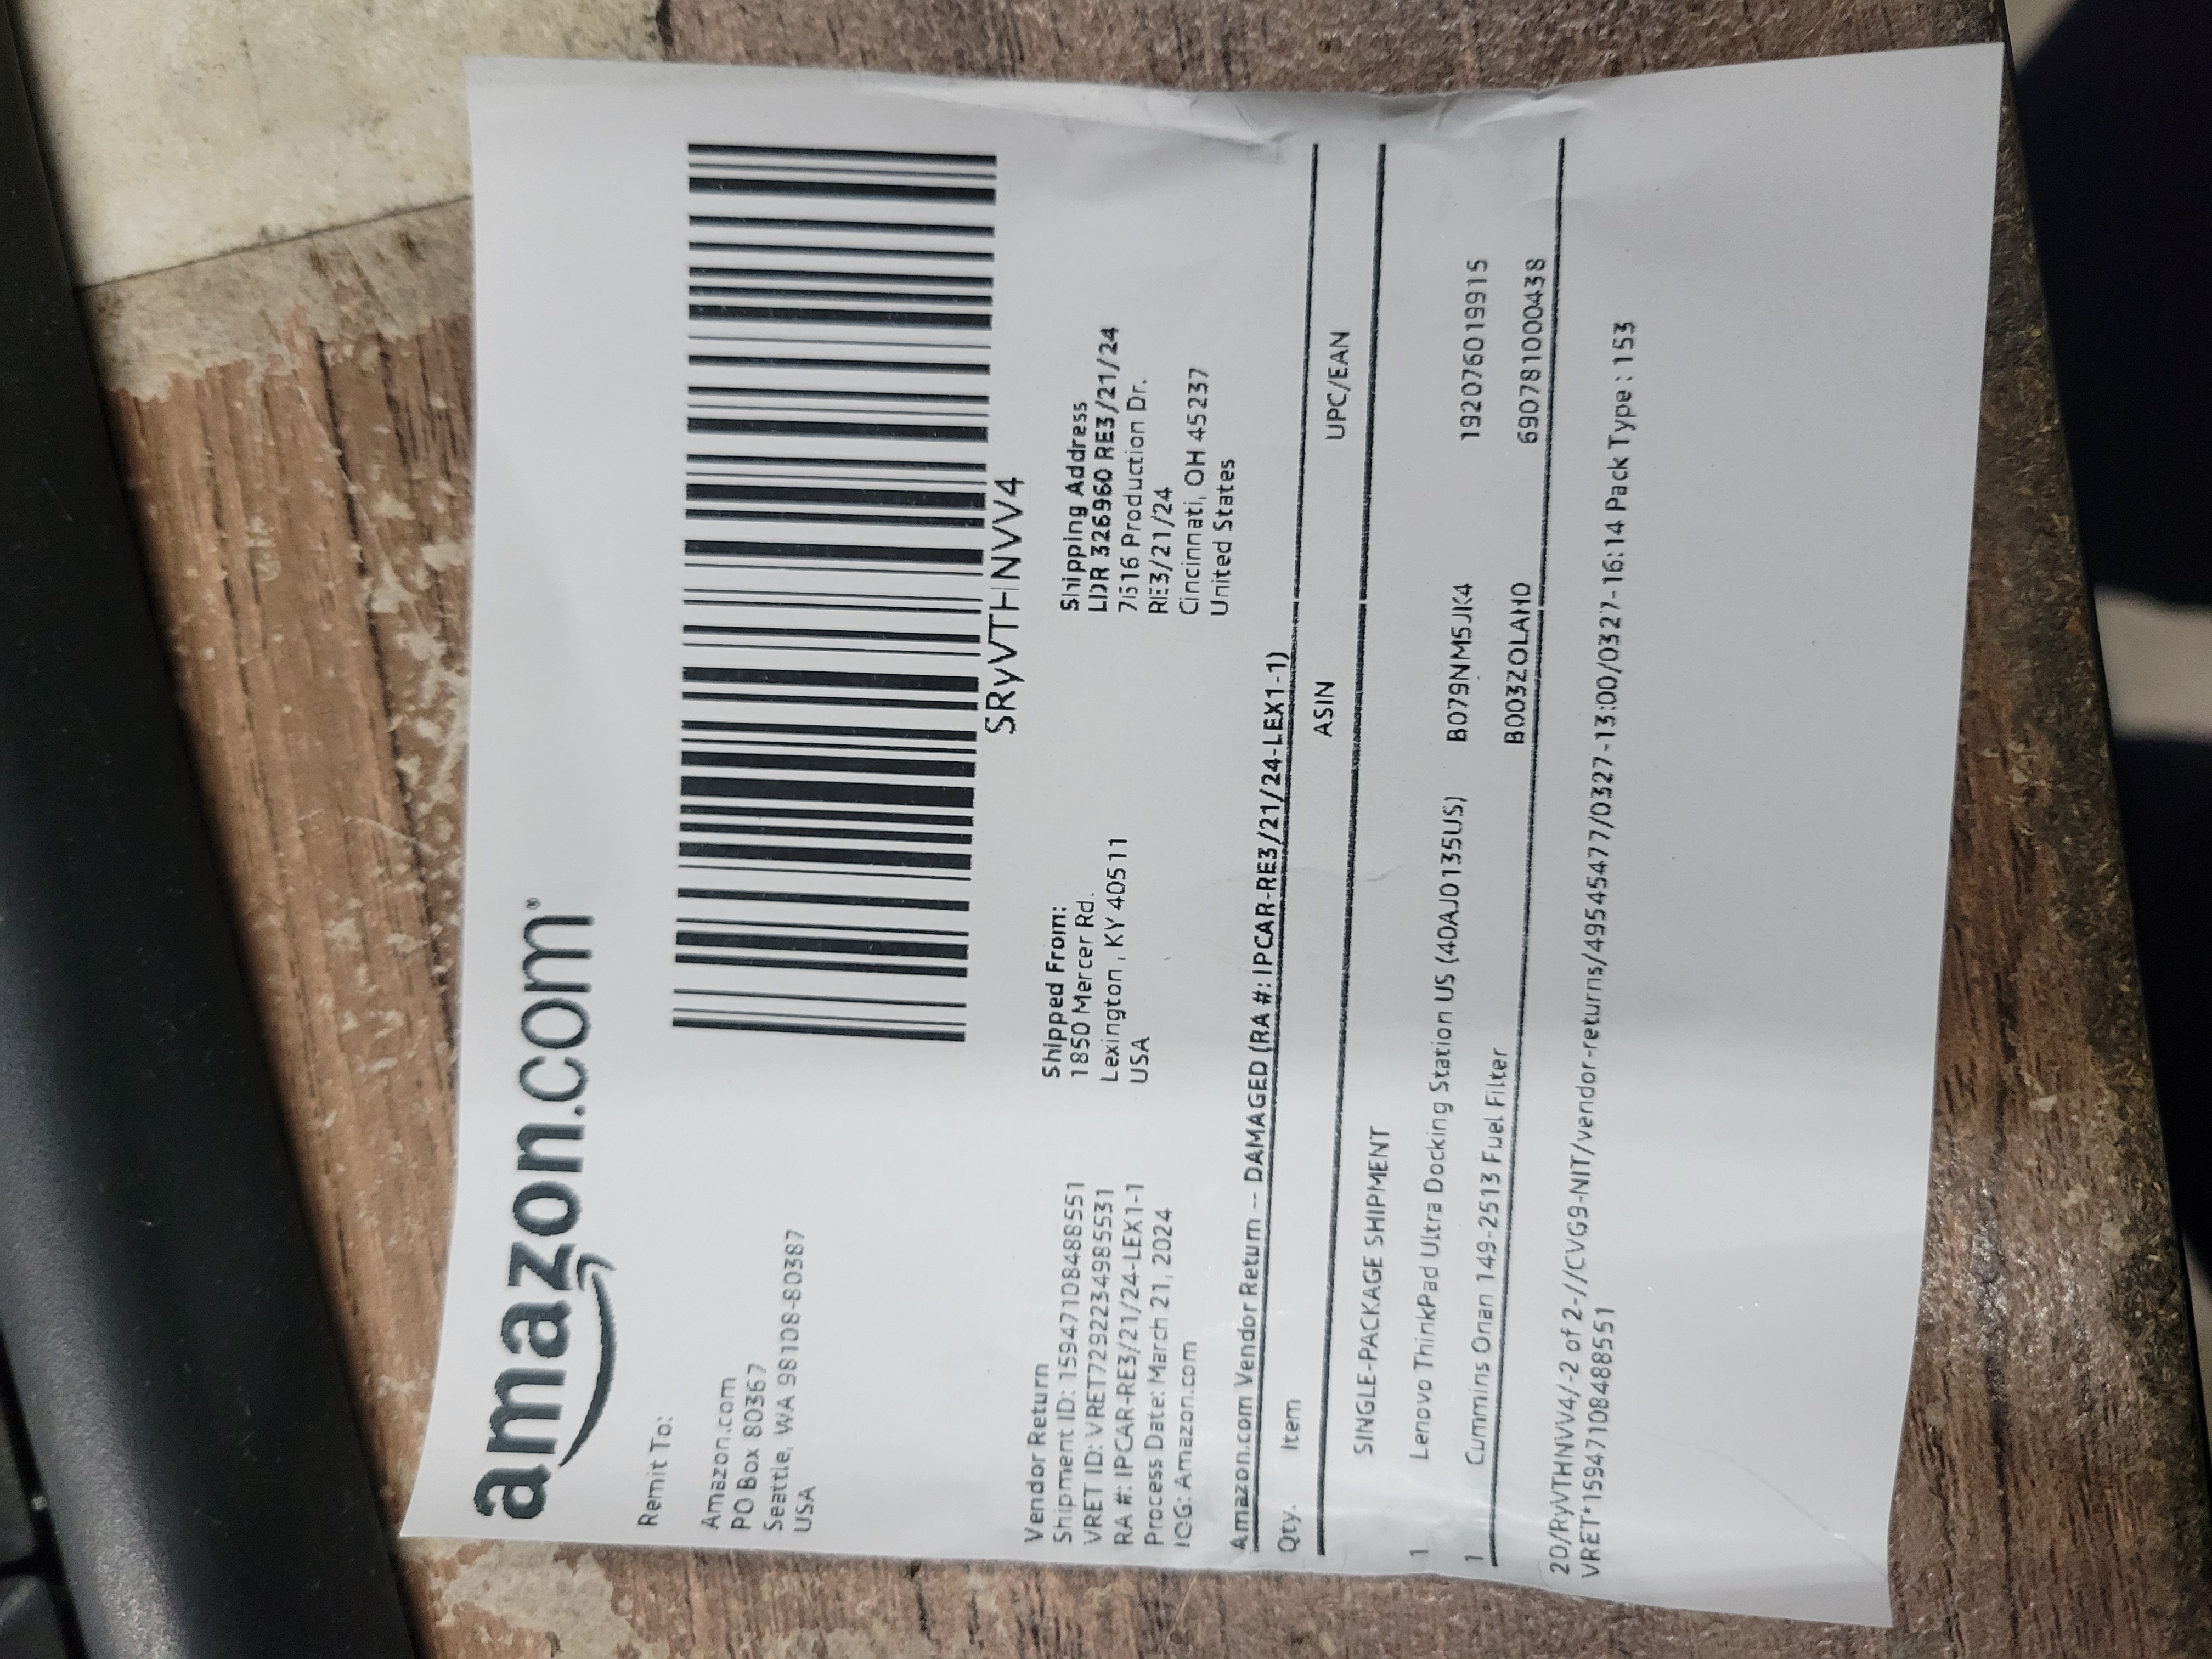 amazon.com
Remit To:
Amazon.com
PO Box 80367
Seattle, WA 98108-80387
USA
SRyVTHNVV4
Vendor Return
Shipment ID: 15947108488551
VRET ID: VRET7292234985531
RA #: IPCAR-RE3/21/24-LEX1-1
Process Date: March 21, 2024
IOG: Amazon.com
Shipped From:
1850 Mercer Rd.
Lexington, KY 40511
USA
Shipping Address
LDR 326960 RE3/21/24
7516 Production Dr.
RE3/21/24
Cincinnati, OH 45237
United States
Amazon.com Vendor Return -- DAMAGED (RA #: IPCAR-RE3/21/24-LEX1-1)
Qty. Item ASIN UPC/EAN
SINGLE-PACKAGE SHIPMENT
1 Lenovo ThinkPad Ultra Docking Station US (40AJ0135US) B079NM5JK4 192076019915
1 Cummins Onan 149-2513 Fuel Filter B003ZOLAHO 690781000438
2D/RyVTHNVV4/-2 of 2-//CVG9-NIT/vendor-returns/49545477/0327-13:00/0327-16:14 Pack Type : 153
VRET*15947108488551